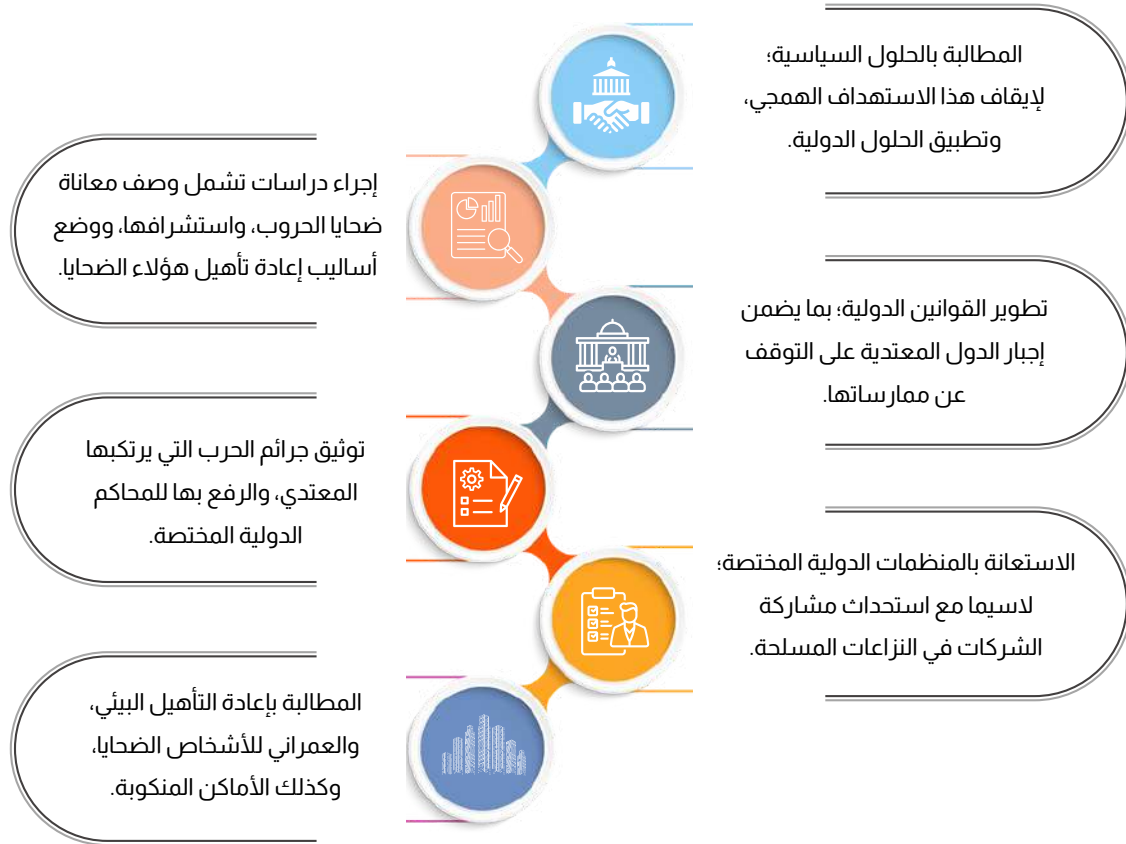 المطالبة بالحلول السياسية؛
لإيقاف هذا الاستهداف الهمجي،
وتطبيق الحلول الدولية.
إجراء دراسات تشمل وصف معاناة
ضحايا الحروب، واستشرافها، ووضع
أساليب إعادة تأهيل هؤلاء الضحايا.
تطوير القوانين الدولية؛ بما يضمن
إجبار الدول المعتدية على التوقف
عن ممارساتها.
توثيق جرائم الحرب التي يرتكبها
المعتدي، والرفع بها للمحاكم
الدولية المختصة.
الاستعانة بالمنظمات الدولية المختصة؛
لاسيما مع استحداث مشاركة
الشركات في النزاعات المسلحة.
المطالبة بإعادة التأهيل البيئي،
والعمراني للأشخاص الضحايا،
وكذلك الأماكن المنكوبة.